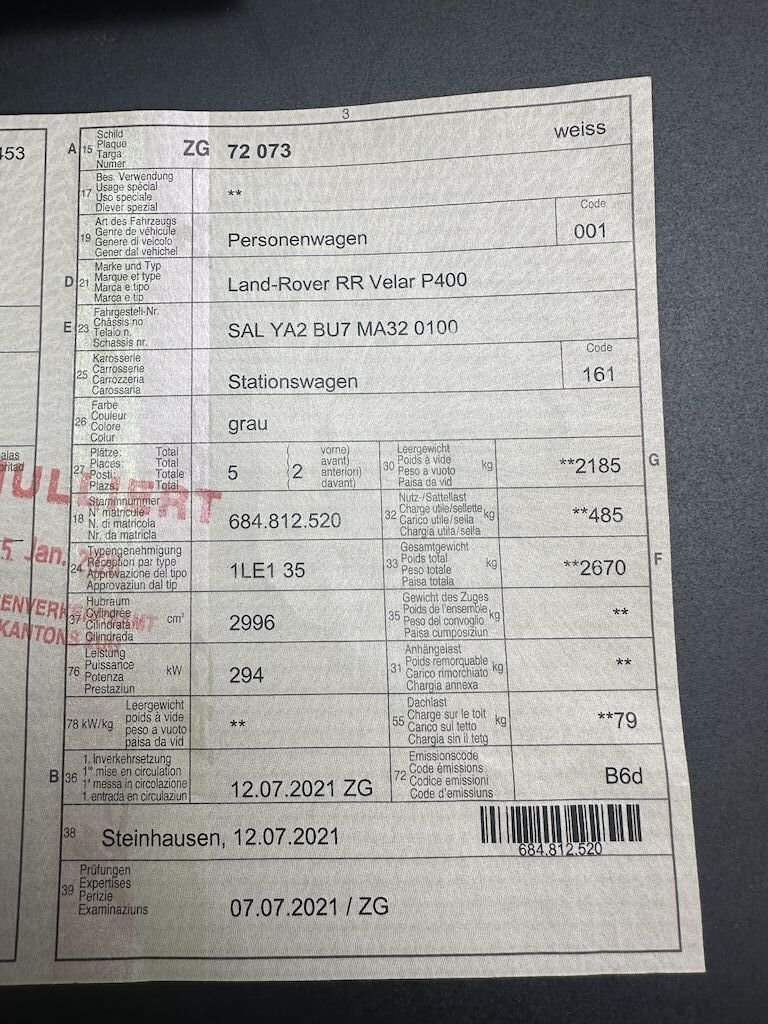 3
453
A 15 Schild
Plaque
Targa
Numer
ZG 72 073
weiss
17 Bes. Verwendung
Usage spécial
Uso speciale
Diever spezial
**
19 Art des Fahrzeugs
Genre de véhicule
Genere di veicolo
Gener dal vehichel
Personenwagen
Code
001
D 21 Marke und Typ
Marque et type
Marca e tipo
Marca e tip
Land-Rover RR Velar P400
E 23 Fahrgestell-Nr.
Châssis no
Telaio n.
Schassis nr.
SAL YA2 BU7 MA32 0100
25 Karosserie
Carrosserie
Carrozzeria
Carossaria
Stationswagen
Code
161
26 Farbe
Couleur
Colore
Colur
grau
27 Plätze: Total
Places: Total
Posti: Totale
Plazs: Total
5
2
vorne)
avant)
anteriori)
davant)
30 Leergewicht
Poids à vide
Peso a vuoto
Paisa da vid
kg
**2185
G
18 Stammnummer
N° matricule
N. di matricola
Nr. da matricla
684.812.520
32 Nutz-/Sattellast
Charge utile/sellette
Carico utile/sella
Chargia utila/sella
kg
**485
24 Typengenehmigung
Réception par type
Approvazione del tipo
Approvaziun dal tip
1LE1 35
33 Gesamtgewicht
Poids total
Peso totale
Paisa totala
kg
**2670
F
37 Hubraum
Cylindrée
Cilindrata
Cilindrada
cm³
2996
35 Gewicht des Zuges
Poids de l'ensemble
Peso del convoglio
Paisa cumposiziun
kg
**
76 Leistung
Puissance
Potenza
Prestaziun
kW
294
31 Anhängelast
Poids remorquable
Carico rimorchiato
Chargia annexa
kg
**
78 kW/kg
Leergewicht
poids à vide
peso a vuoto
paisa da vid
**
55 Dachlast
Charge sur le toit
Carico sul tetto
Chargia sin il tetg
kg
**79
B 36 1. Inverkehrsetzung
1re mise en circulation
1a messa in circolazione
1. entrada en circulaziun
12.07.2021 ZG
72 Emissionscode
Code émissions
Codice emissioni
Code d'emissiuns
B6d
38 Steinhausen, 12.07.2021
684.812.520
39 Prüfungen
Expertises
Perizie
Examinaziuns
07.07.2021 / ZG
5. Jan.
KANTONS